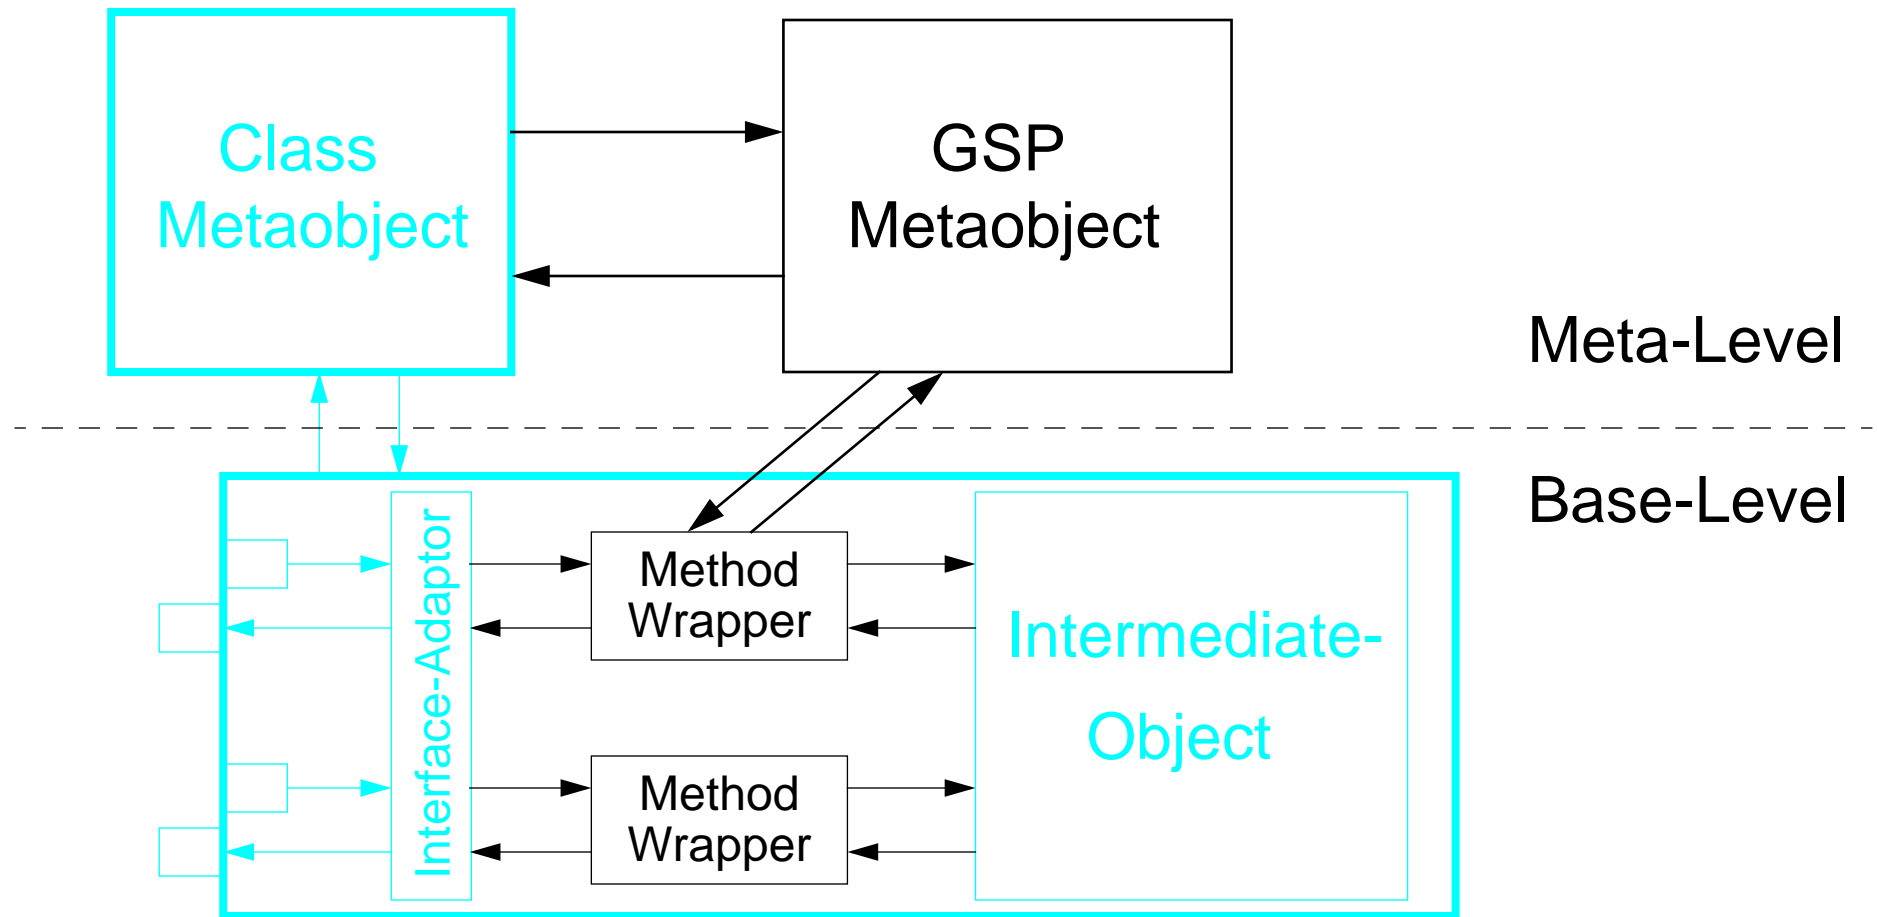 Class
Metaobject
GSP
Metaobject
Meta-Level
Base-Level
Interface-Adaptor
Method
Wrapper
Intermediate-
Object
Method
Wrapper